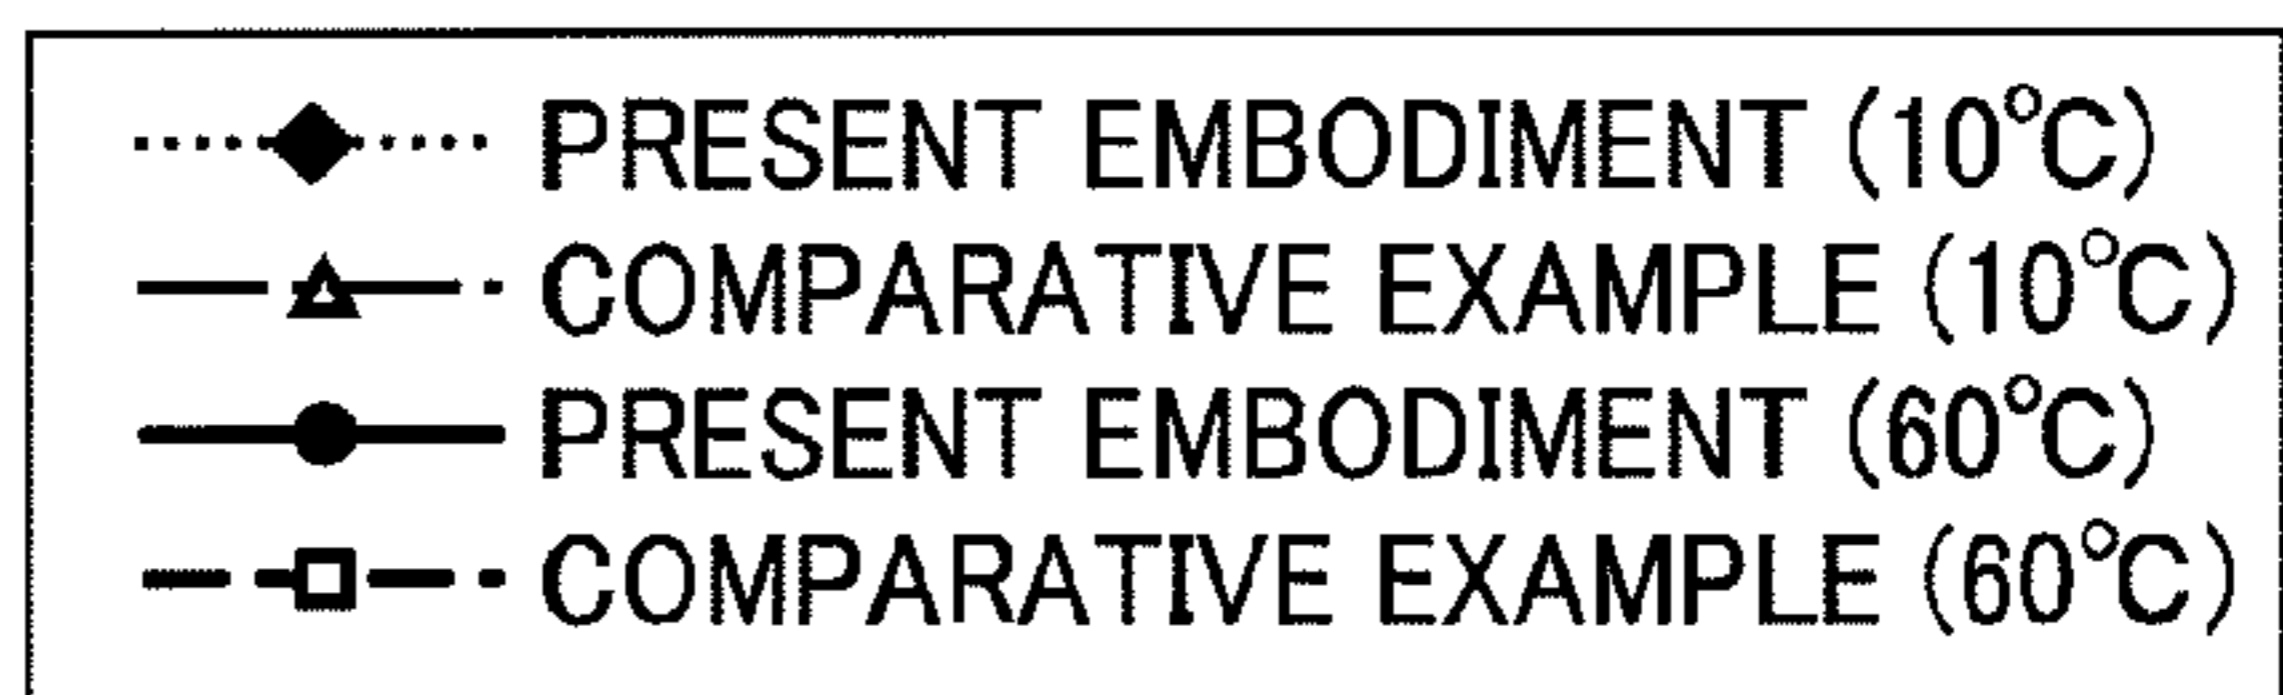 PRESENT EMBODIMENT (10°C)
COMPARATIVE EXAMPLE (10°C)
PRESENT EMBODIMENT (60°C)
COMPARATIVE EXAMPLE (60°C)